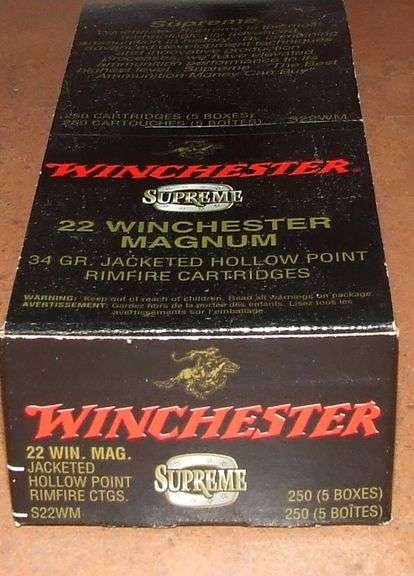 Supreme
Ammunition Money Can Buy
250 CARTRIDGES (5 BOXES)
250 CARTOUCHES (5 BOÎTES) S22WM
WINCHESTER
SUPREME
22 WINCHESTER
MAGNUM
34 GR. JACKETED HOLLOW POINT
RIMFIRE CARTRIDGES
WARNING: Keep out of reach of children. Read all warnings on package.
AVERTISSEMENT: Gardez hors de la portée des enfants. Lisez tous les
avertissements sur l'emballage.
WINCHESTER
22 WIN. MAG.
JACKETED
HOLLOW POINT
RIMFIRE CTGS.
S22WM
SUPREME
250 (5 BOXES)
250 (5 BOÎTES)